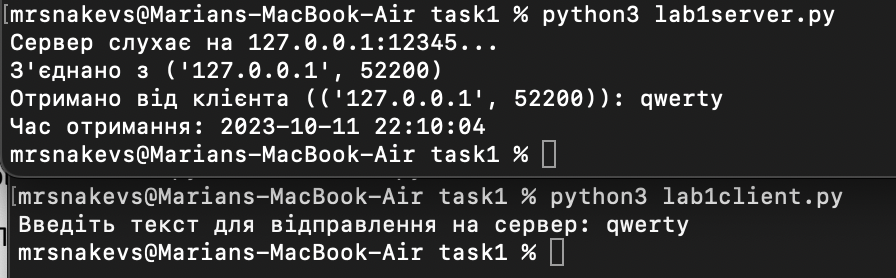 [mrsnakevs@Marians-MacBook-Air task1 % python3 lab1server.py
Сервер слухає на 127.0.0.1:12345...
З'єднано з ('127.0.0.1', 52200)
Отримано від клієнта (('127.0.0.1', 52200)): qwerty
Час отримання: 2023-10-11 22:10:04
mrsnakevs@Marians-MacBook-Air task1 %
[mrsnakevs@Marians-MacBook-Air task1 % python3 lab1client.py
Введіть текст для відправлення на сервер: qwerty
mrsnakevs@Marians-MacBook-Air task1 %